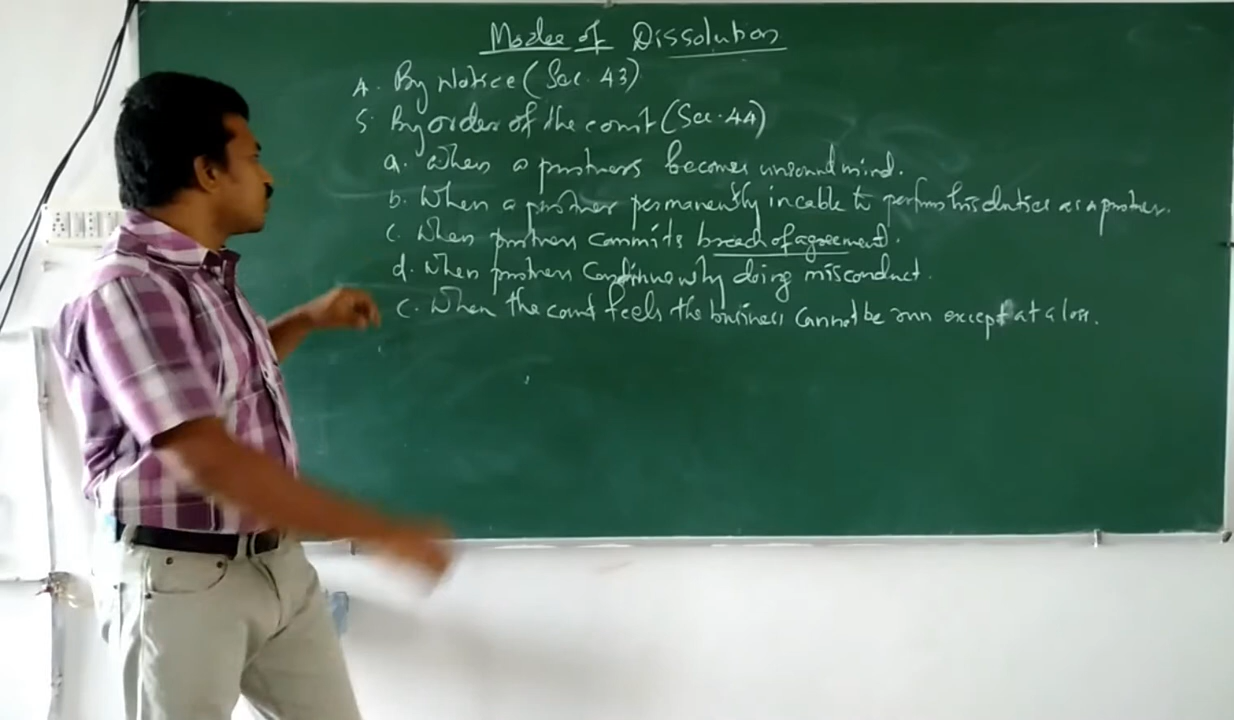 Modes of Dissolution
4. By Notice (Sec. 43)
5. By order of the court (Sec. 44)
a. When a partners becomes unsound mind.
b. When a partner permanently incable to perform his duties as a partner.
c. When partners commits breach of agreement.
d. When partners continuously doing misconduct.
e. When the court feels the business cannot be run except at a loss.